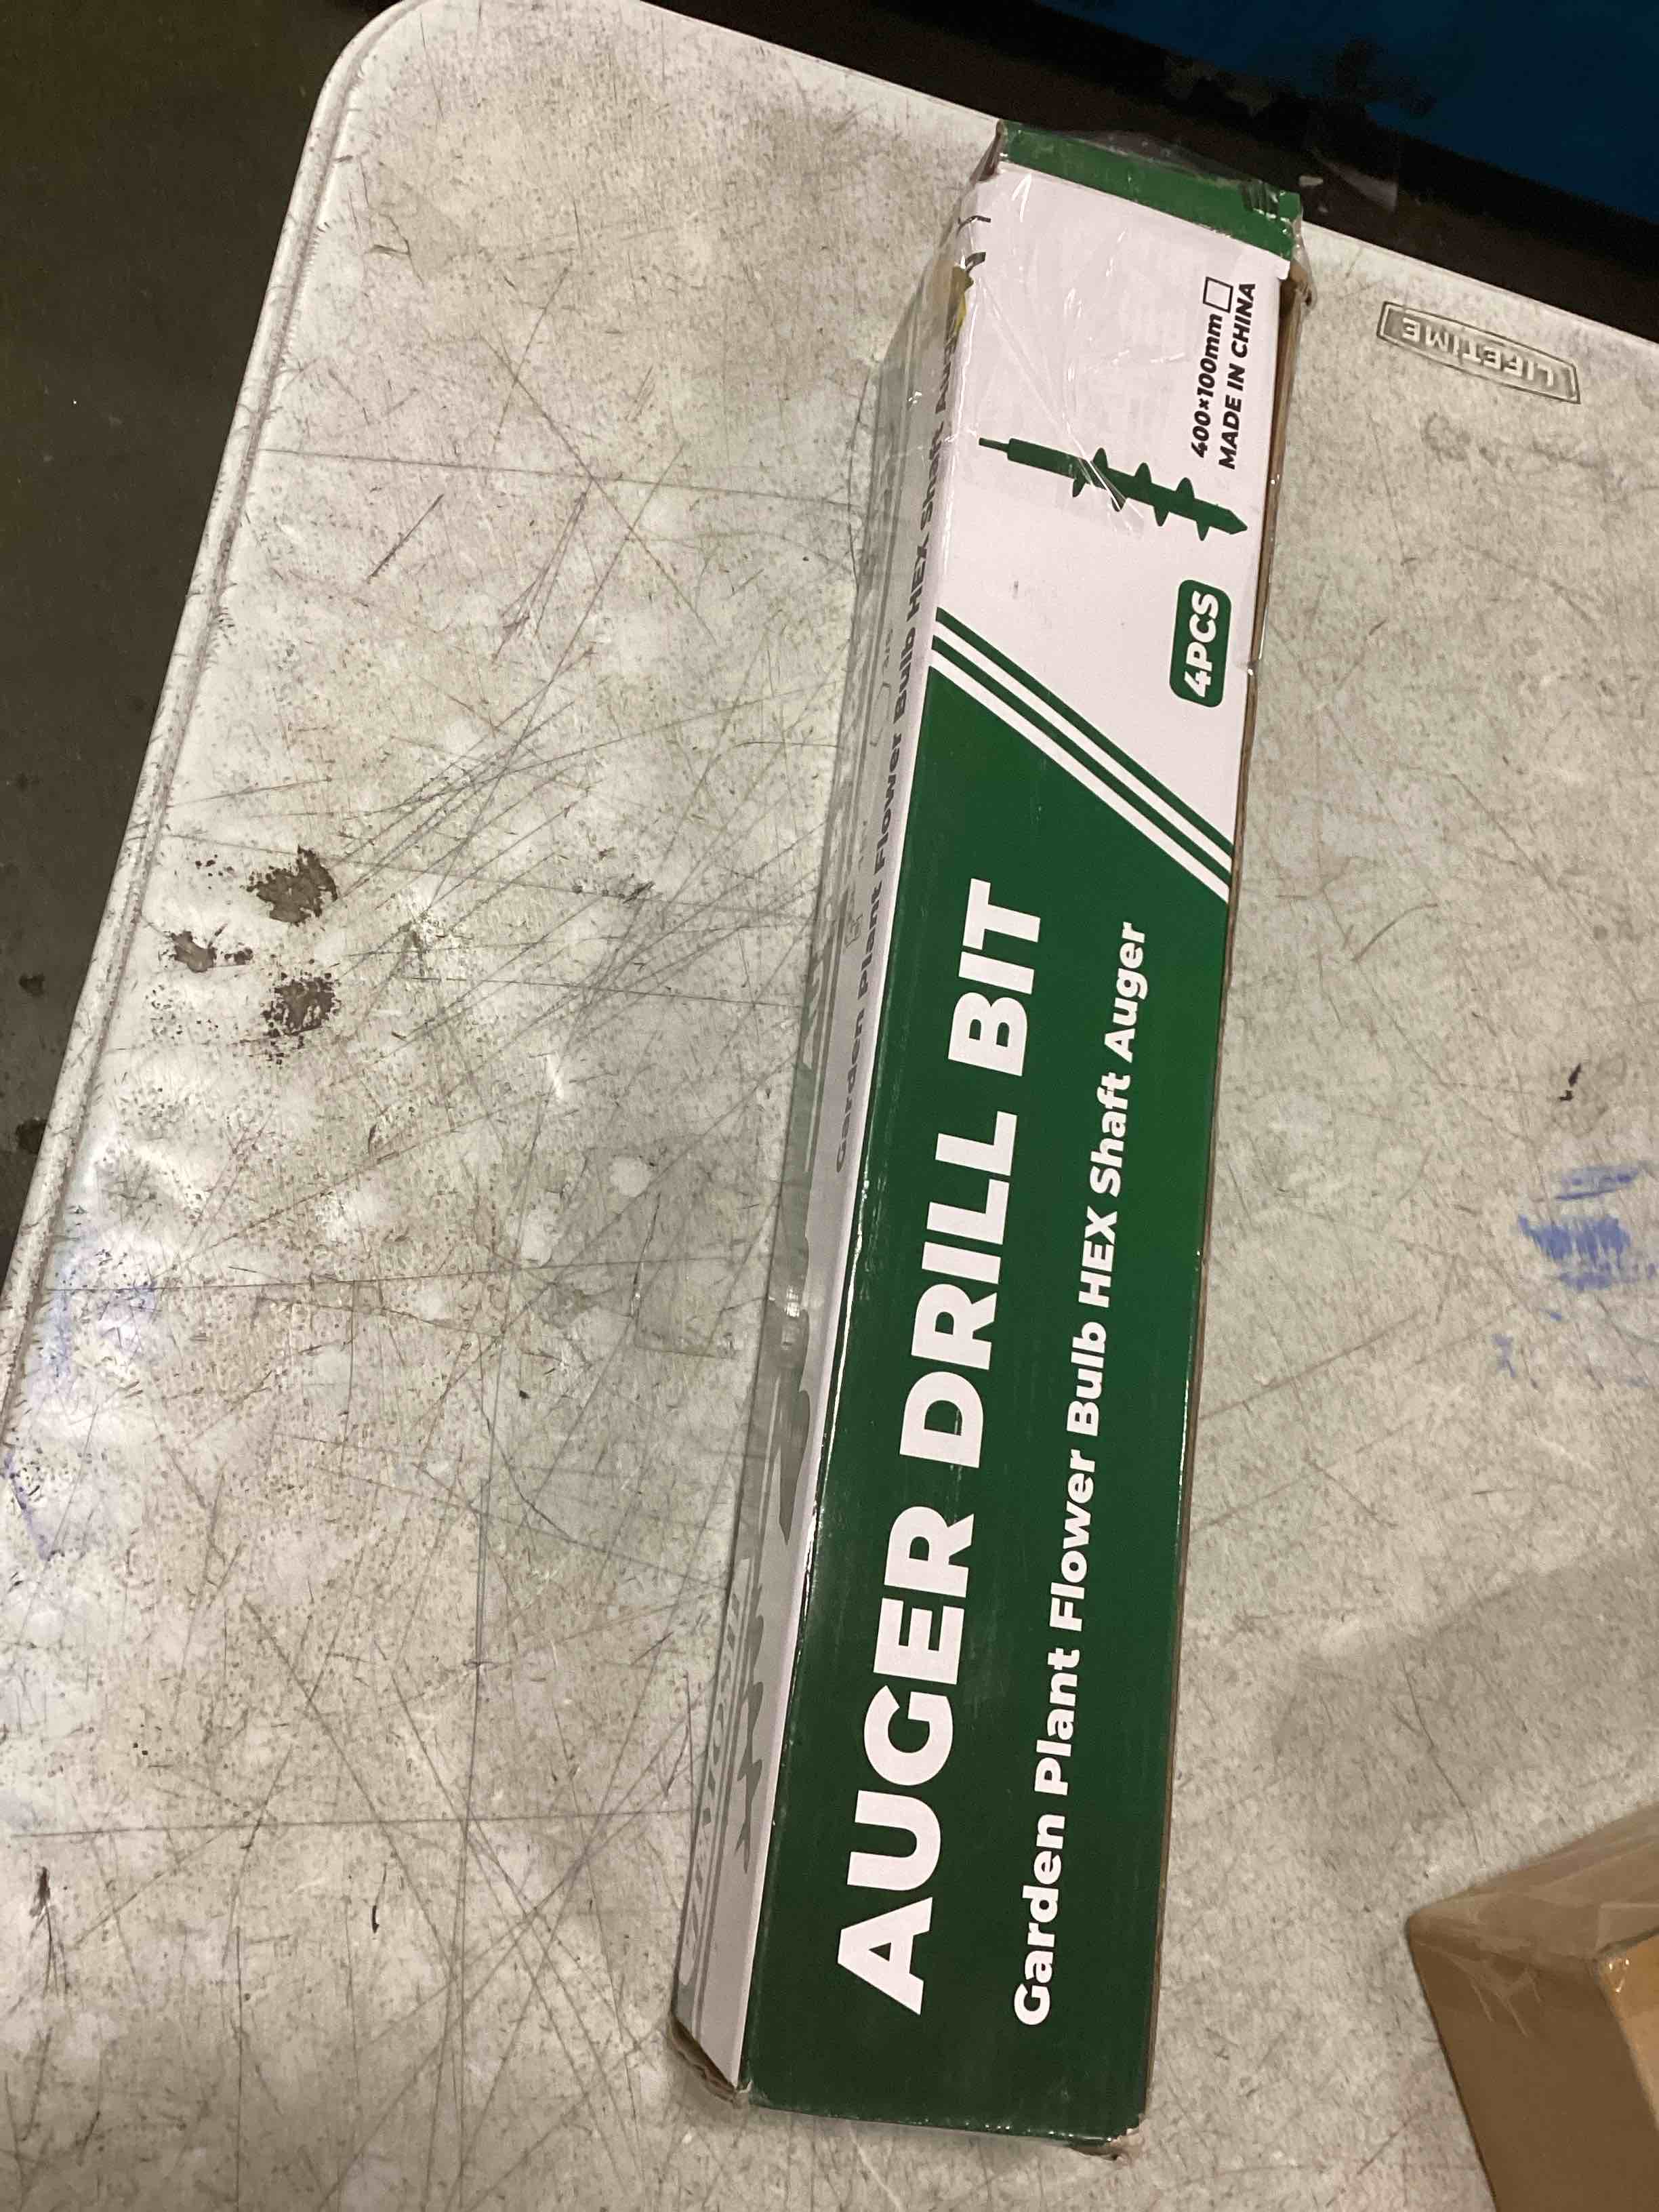 AUGER DRILL BIT
Garden Plant Flower Bulb HEX Shaft Auger
4PCS
400×100mm
MADE IN CHINA
Garden Plant Flower Bulb HEX Shaft Auger
LIFETIME